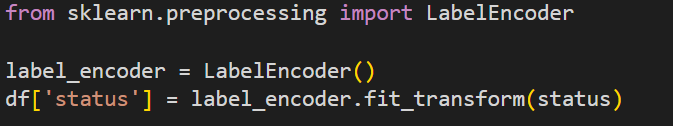 from sklearn.preprocessing import LabelEncoder
label_encoder = LabelEncoder()
df['status'] = label_encoder.fit_transform(status)